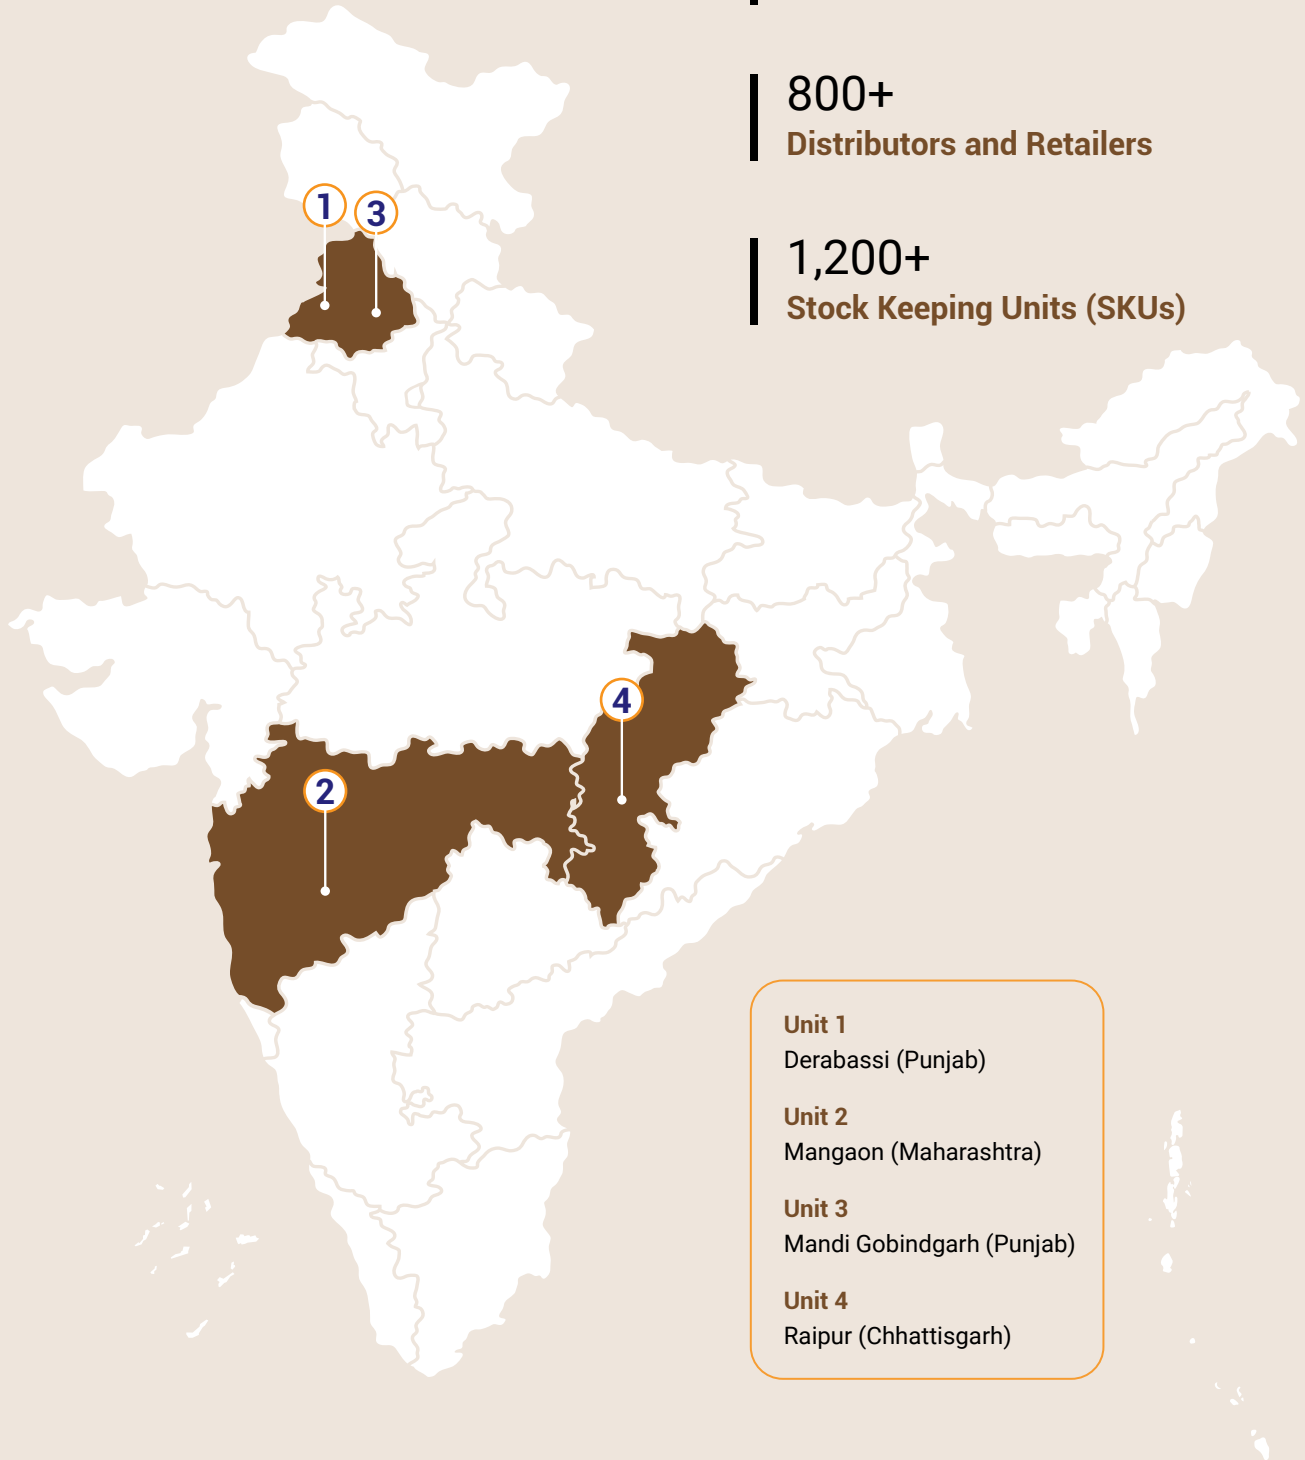 800+
Distributors and Retailers
1,200+
Stock Keeping Units (SKUs)
1
3
4
2
Unit 1
Derabassi (Punjab)
Unit 2
Mangaon (Maharashtra)
Unit 3
Mandi Gobindgarh (Punjab)
Unit 4
Raipur (Chhattisgarh)